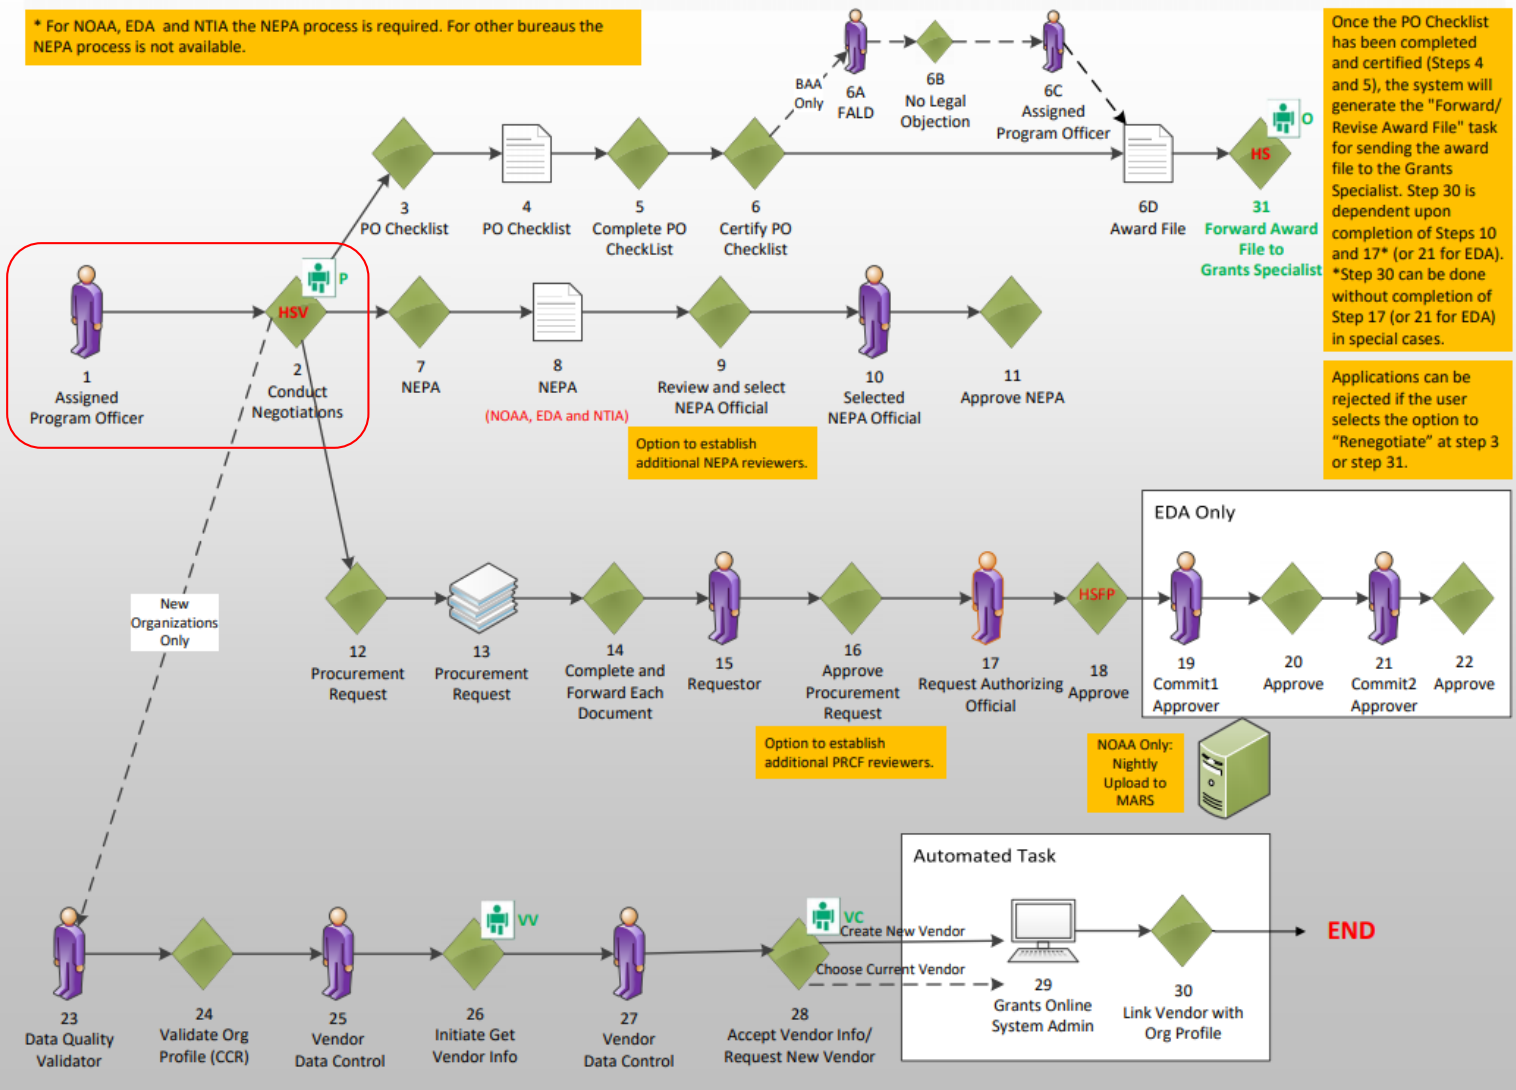 * For NOAA, EDA  and NTIA the NEPA process is required. For other bureaus the
NEPA process is not available.
BAA
Only
6A
FALD
6B
No Legal
Objection
6C
Assigned
Program Officer
Once the PO Checklist
has been completed
and certified (Steps 4
and 5), the system will
generate the "Forward/
Revise Award File" task
for sending the award
file to the Grants
Specialist. Step 30 is
dependent upon
completion of Steps 10
and 17* (or 21 for EDA).
*Step 30 can be done
without completion of
Step 17 (or 21 for EDA)
in special cases.
O
HS
3
PO Checklist
4
PO Checklist
5
Complete PO
CheckList
6
Certify PO
Checklist
6D
Award File
31
Forward Award
File to
Grants Specialist
P
HSV
1
Assigned
Program Officer
2
Conduct
Negotiations
7
NEPA
8
NEPA
(NOAA, EDA and NTIA)
9
Review and select
NEPA Official
10
Selected
NEPA Official
11
Approve NEPA
Option to establish
additional NEPA reviewers.
Applications can be
rejected if the user
selects the option to
“Renegotiate” at step 3
or step 31.
EDA Only
New
Organizations
Only
HSFP
12
Procurement
Request
13
Procurement
Request
14
Complete and
Forward Each
Document
15
Requestor
16
Approve
Procurement
Request
17
Request Authorizing
Official
18
Approve
19
Commit1
Approver
20
Approve
21
Commit2
Approver
22
Approve
Option to establish
additional PRCF reviewers.
NOAA Only:
Nightly
Upload to
MARS
Automated Task
VV
VC
Create New Vendor
Choose Current Vendor
END
23
Data Quality
Validator
24
Validate Org
Profile (CCR)
25
Vendor
Data Control
26
Initiate Get
Vendor Info
27
Vendor
Data Control
28
Accept Vendor Info/
Request New Vendor
29
Grants Online
System Admin
30
Link Vendor with
Org Profile